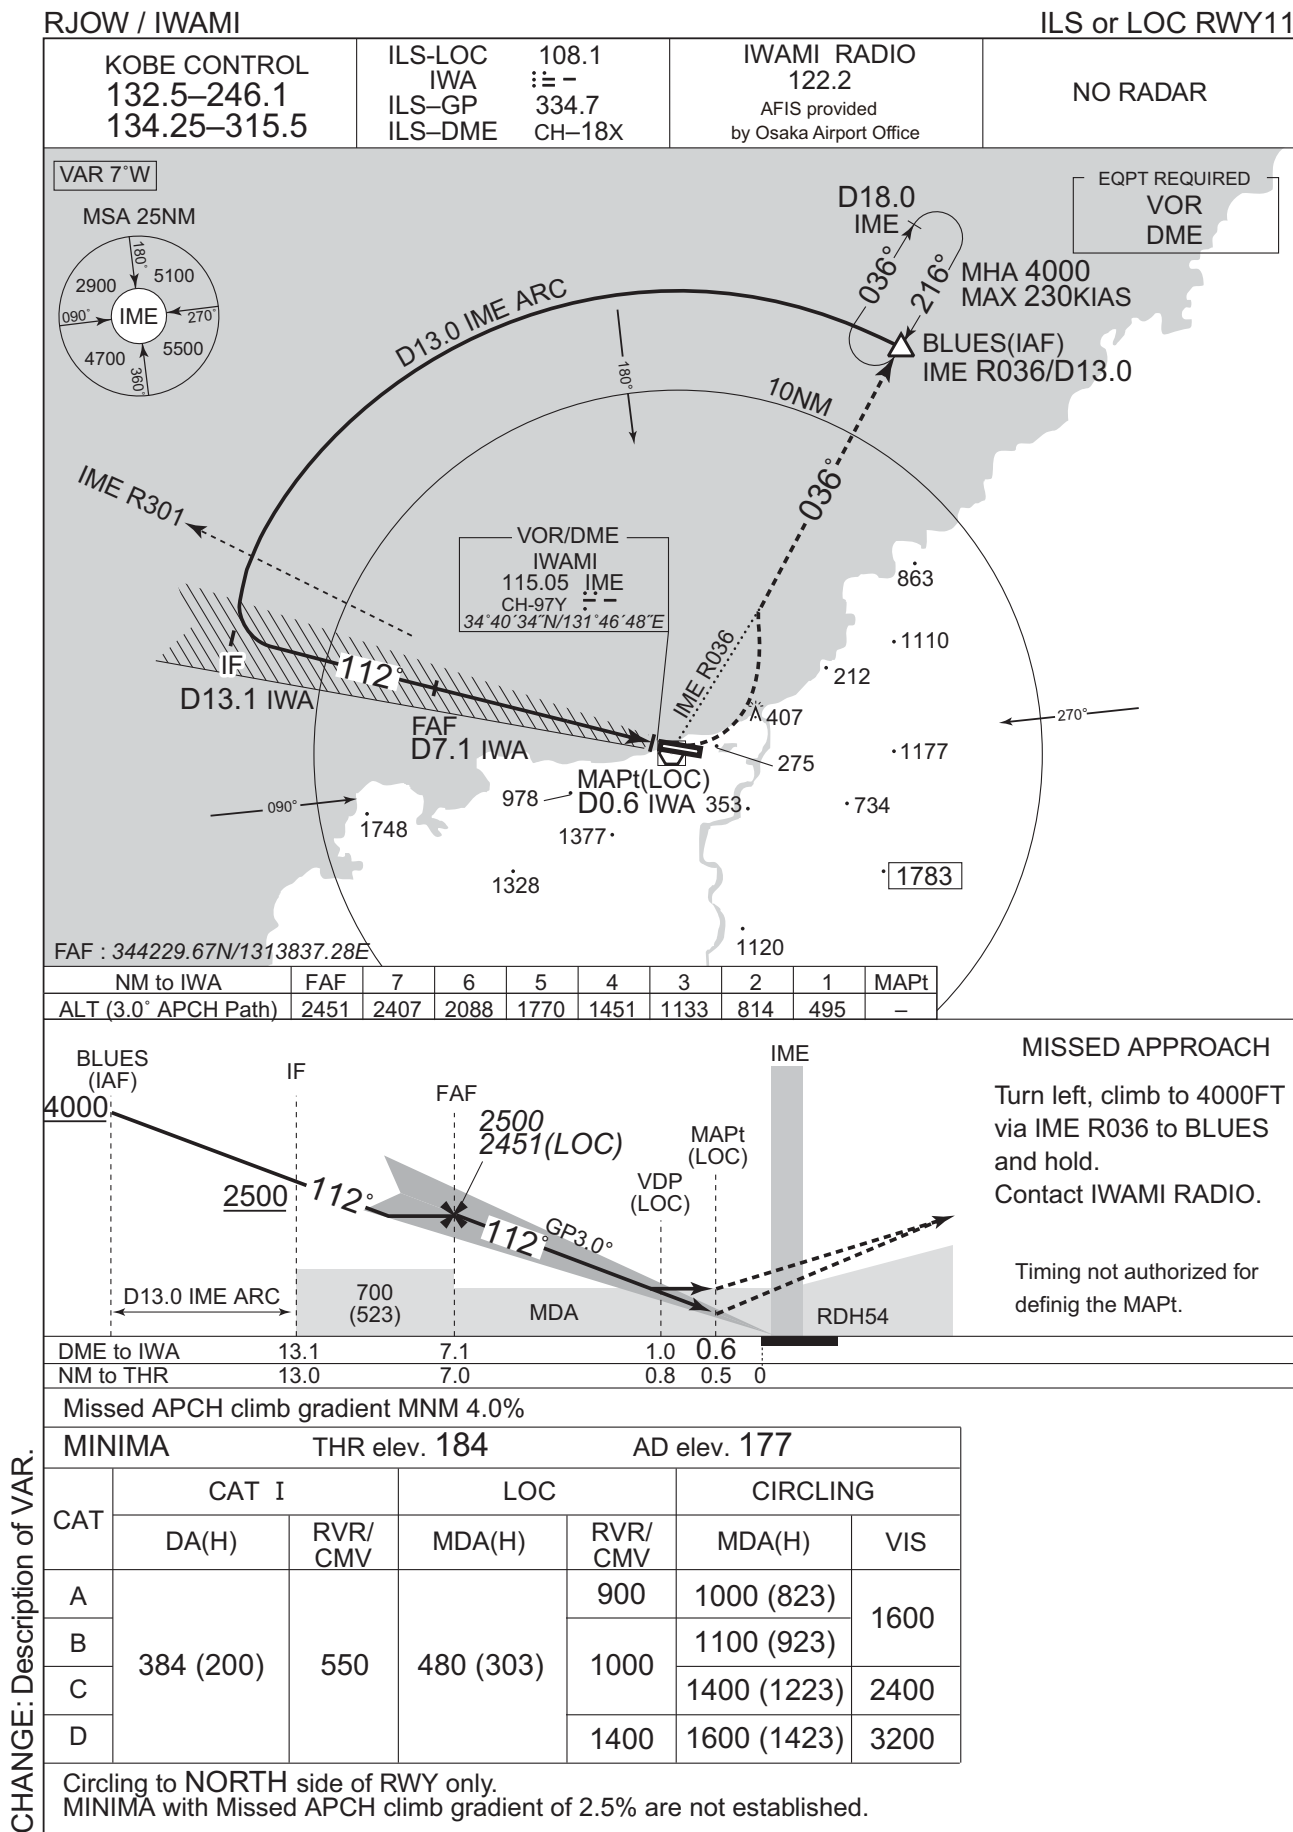 RJOW / IWAMI
ILS or LOC RWY11
KOBE CONTROL
132.5–246.1
134.25–315.5
ILS-LOC 108.1
IWA
ILS–GP 334.7
ILS–DME CH–18X
IWAMI RADIO
122.2
AFIS provided
by Osaka Airport Office
NO RADAR
VAR 7˚W
MSA 25NM
180˚
2900
5100
090˚
IME
270˚
4700
5500
360˚
EQPT REQUIRED
VOR
DME
D18.0
IME
036°
216°
MHA 4000
MAX 230KIAS
BLUES(IAF)
IME R036/D13.0
D13.0 IME ARC
180°
10NM
036°
IME R301
VOR/DME
IWAMI
115.05 IME
CH-97Y
34˚40´34˝N/131˚46´48˝E
863
1110
212
IME R036
407
270°
1177
275
IF
D13.1 IWA
112°
FAF
D7.1 IWA
MAPt(LOC)
D0.6 IWA
978
353
734
090°
1748
1377
1328
1783
1120
FAF : 344229.67N/1313837.28E
NM to IWA FAF 7 6 5 4 3 2 1 MAPt
ALT (3.0˚ APCH Path) 2451 2407 2088 1770 1451 1133 814 495 –
BLUES
(IAF)
4000
IF
FAF
2500
2451(LOC)
2500
112°
112°
GP3.0°
VDP
(LOC)
MAPt
(LOC)
IME
D13.0 IME ARC
700
(523)
MDA
RDH54
MISSED APPROACH
Turn left, climb to 4000FT
via IME R036 to BLUES
and hold.
Contact IWAMI RADIO.
Timing not authorized for
definig the MAPt.
DME to IWA 13.1 7.1 1.0 0.6
NM to THR 13.0 7.0 0.8 0.5 0
Missed APCH climb gradient MNM 4.0%
MINIMA THR elev. 184 AD elev. 177
CAT CAT I LOC CIRCLING
DA(H) RVR/CMV MDA(H) RVR/CMV MDA(H) VIS
A 384 (200) 550 480 (303) 900 1000 (823) 1600
B 1000 1100 (923)
C 1400 (1223) 2400
D 1400 1600 (1423) 3200
Circling to NORTH side of RWY only.
MINIMA with Missed APCH climb gradient of 2.5% are not established.
CHANGE: Description of VAR.